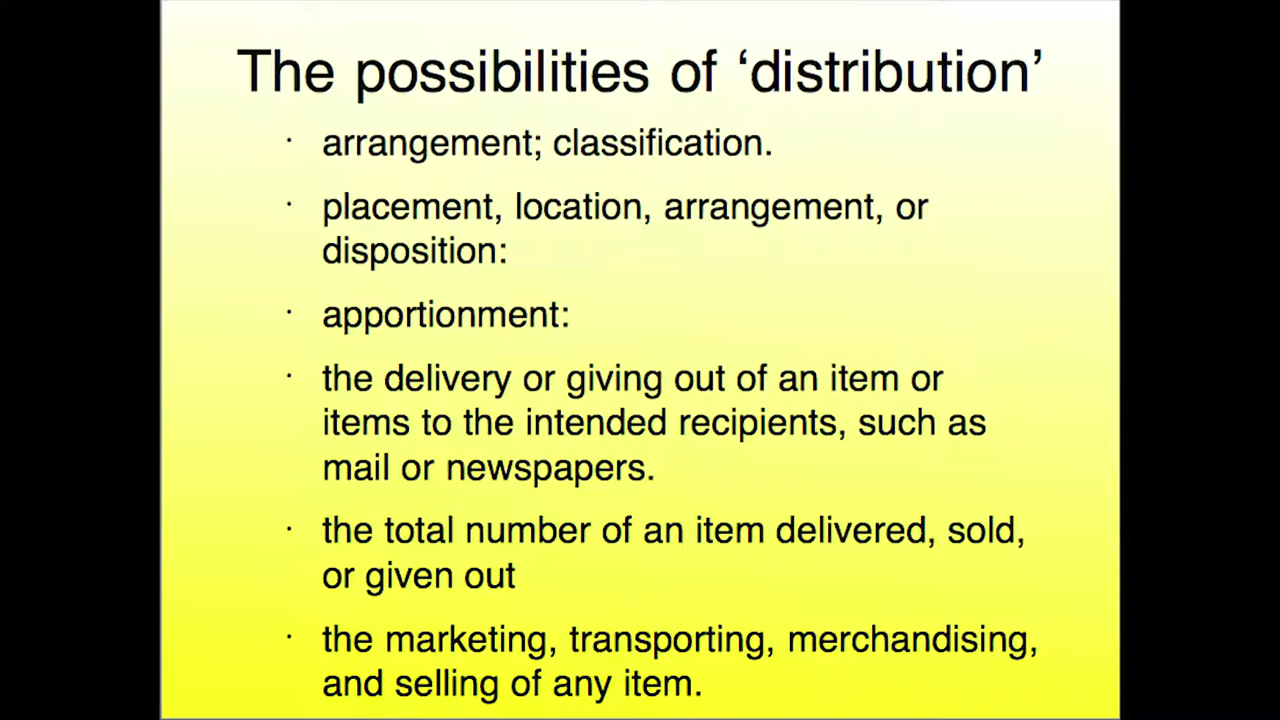 The possibilities of ‘distribution’
· arrangement; classification.
· placement, location, arrangement, or
disposition:
· apportionment:
· the delivery or giving out of an item or
items to the intended recipients, such as
mail or newspapers.
· the total number of an item delivered, sold,
or given out
· the marketing, transporting, merchandising,
and selling of any item.